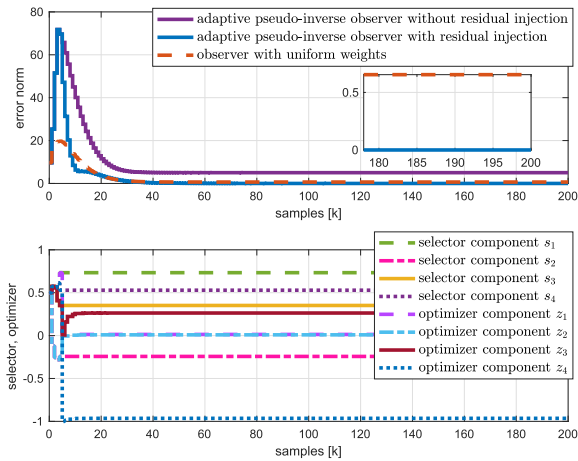 adaptive pseudo-inverse observer without residual injection
adaptive pseudo-inverse observer with residual injection
observer with uniform weights
error norm
80
60
40
20
0
0.5
0
180 185 190 195 200
0 20 40 60 80 100 120 140 160 180 200
samples [k]
selector, optimizer
1
0.5
0
-0.5
-1
selector component s₁
selector component s₂
selector component s₃
selector component s₄
optimizer component z₁
optimizer component z₂
optimizer component z₃
optimizer component z₄
0 20 40 60 80 100 120 140 160 180 200
samples [k]